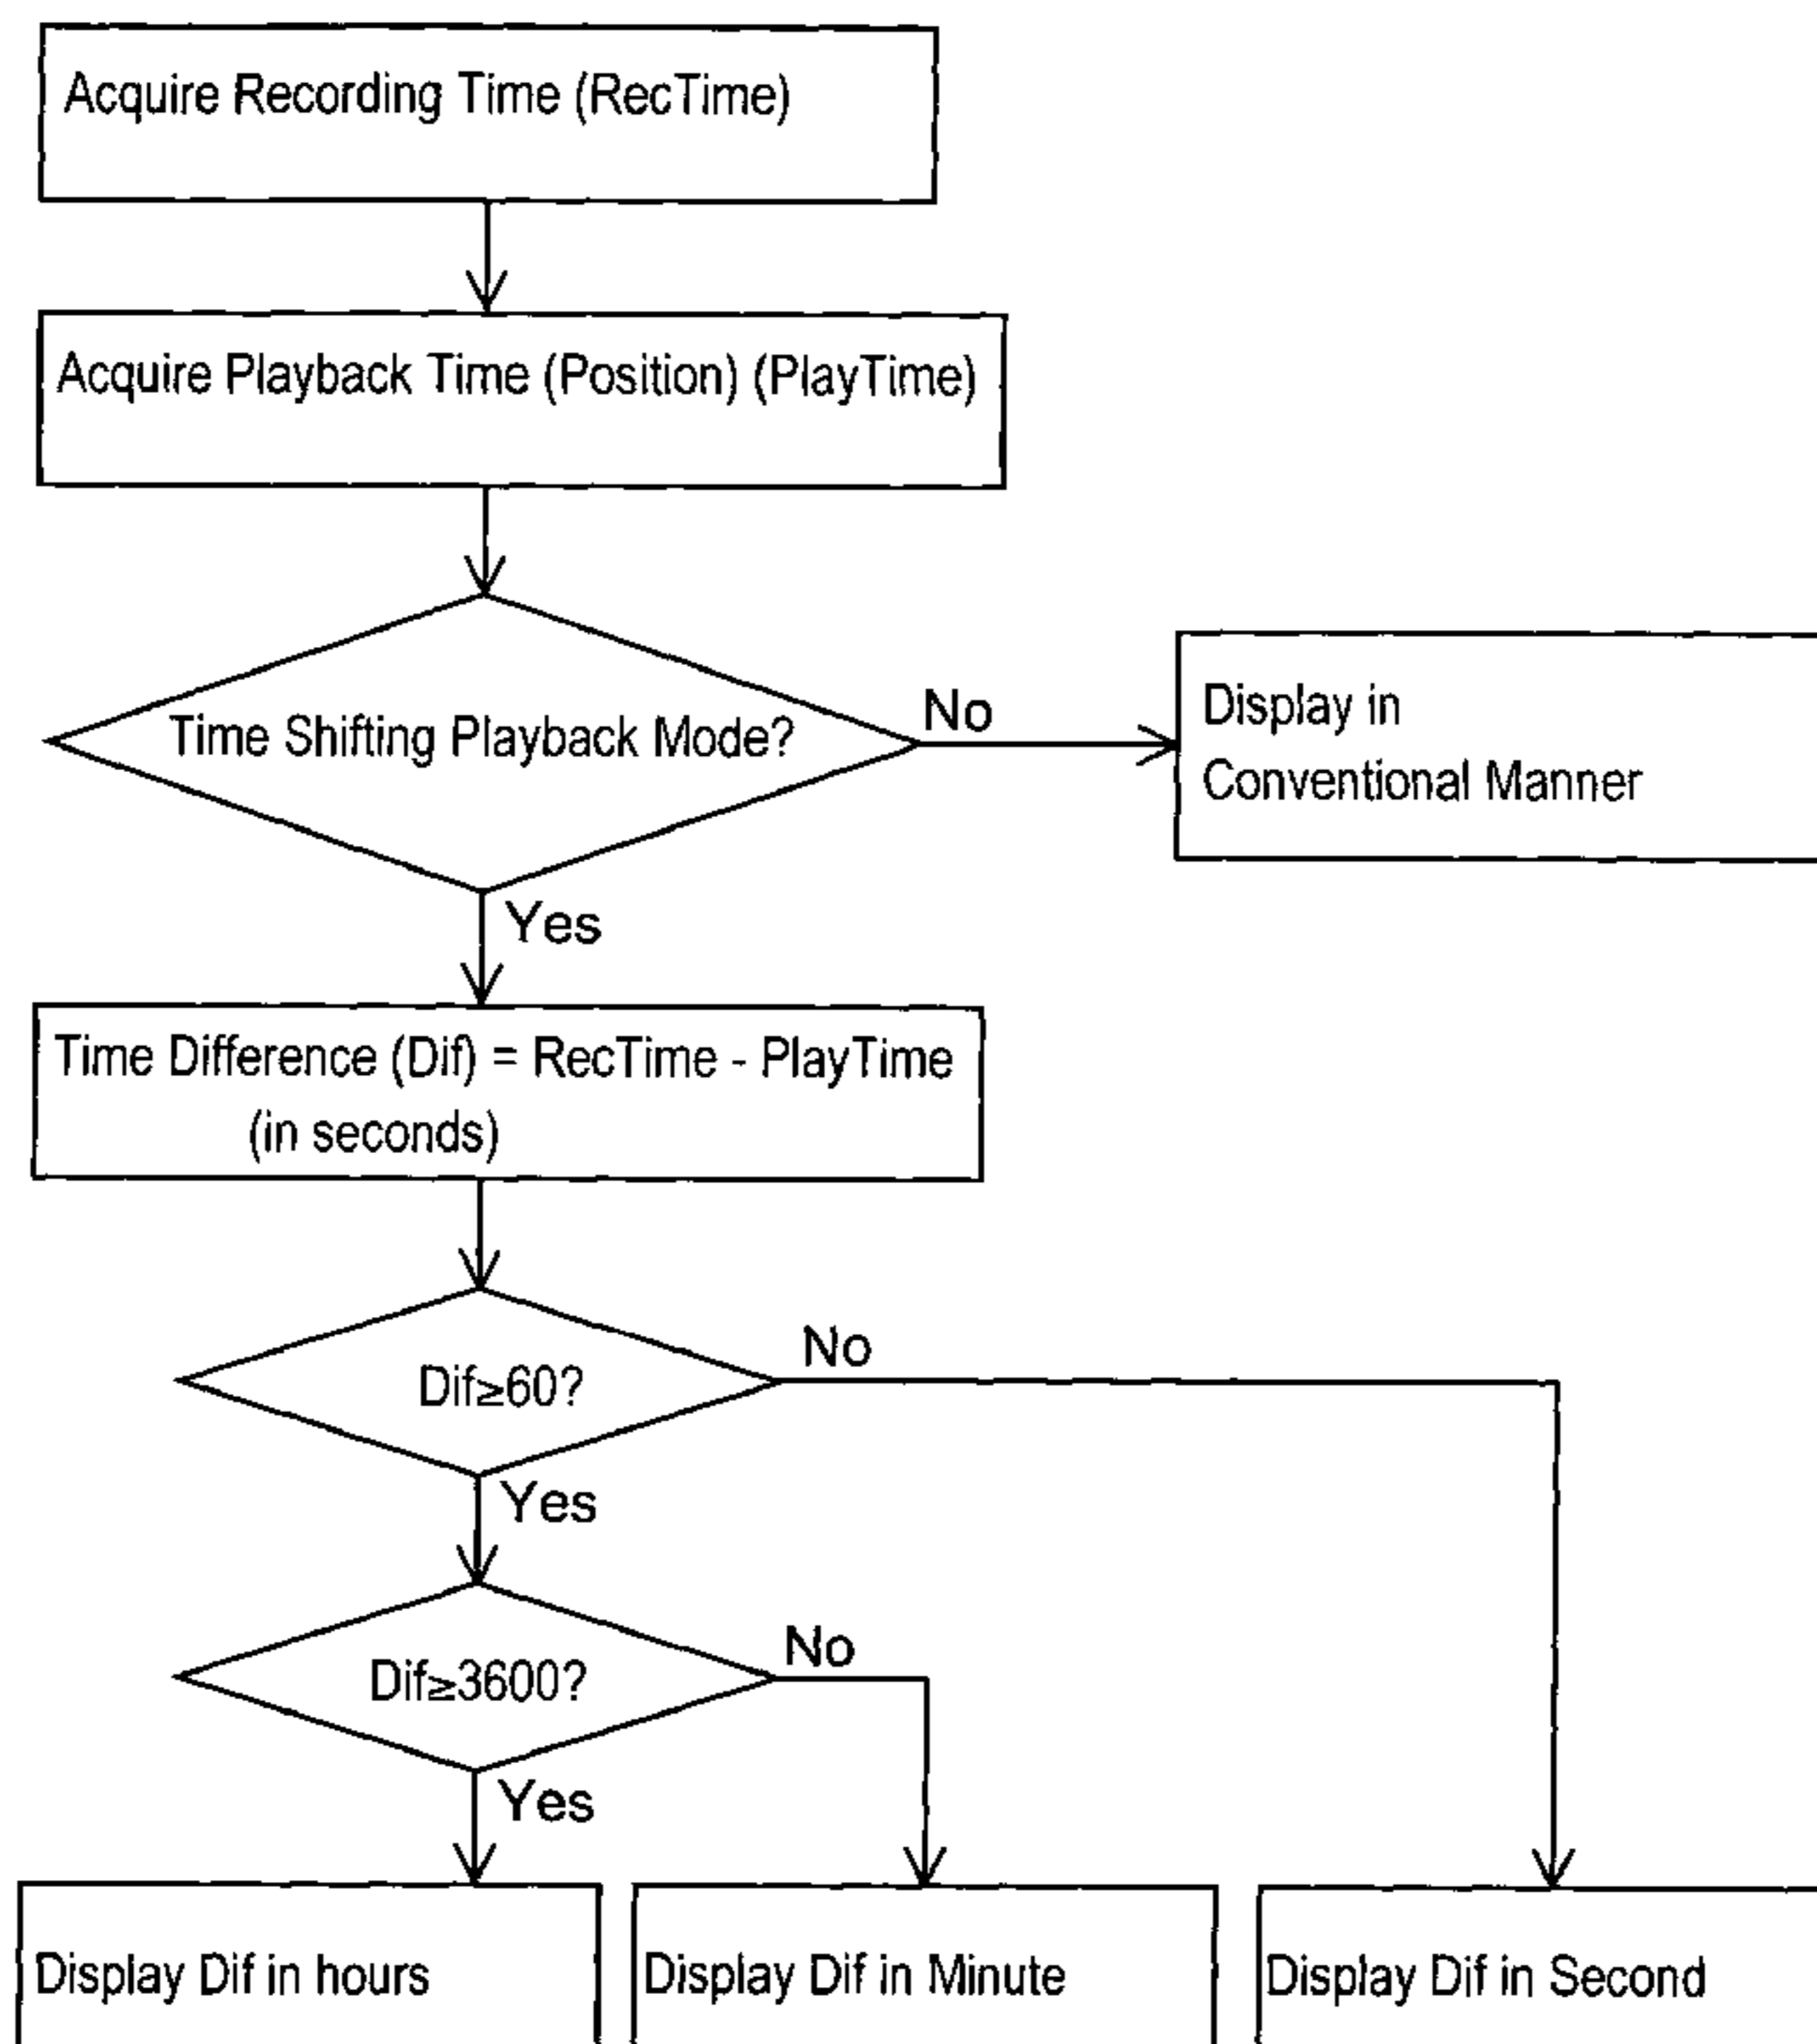 Acquire Recording Time (RecTime)
Acquire Playback Time (Position) (PlayTime)
Time Shifting Playback Mode?
No
Display in
Conventional Manner
Yes
Time Difference (Dif) = RecTime - PlayTime
(in seconds)
Dif≥60?
No
Yes
Dif≥3600?
No
Yes
Display Dif in hours
Display Dif in Minute
Display Dif in Second